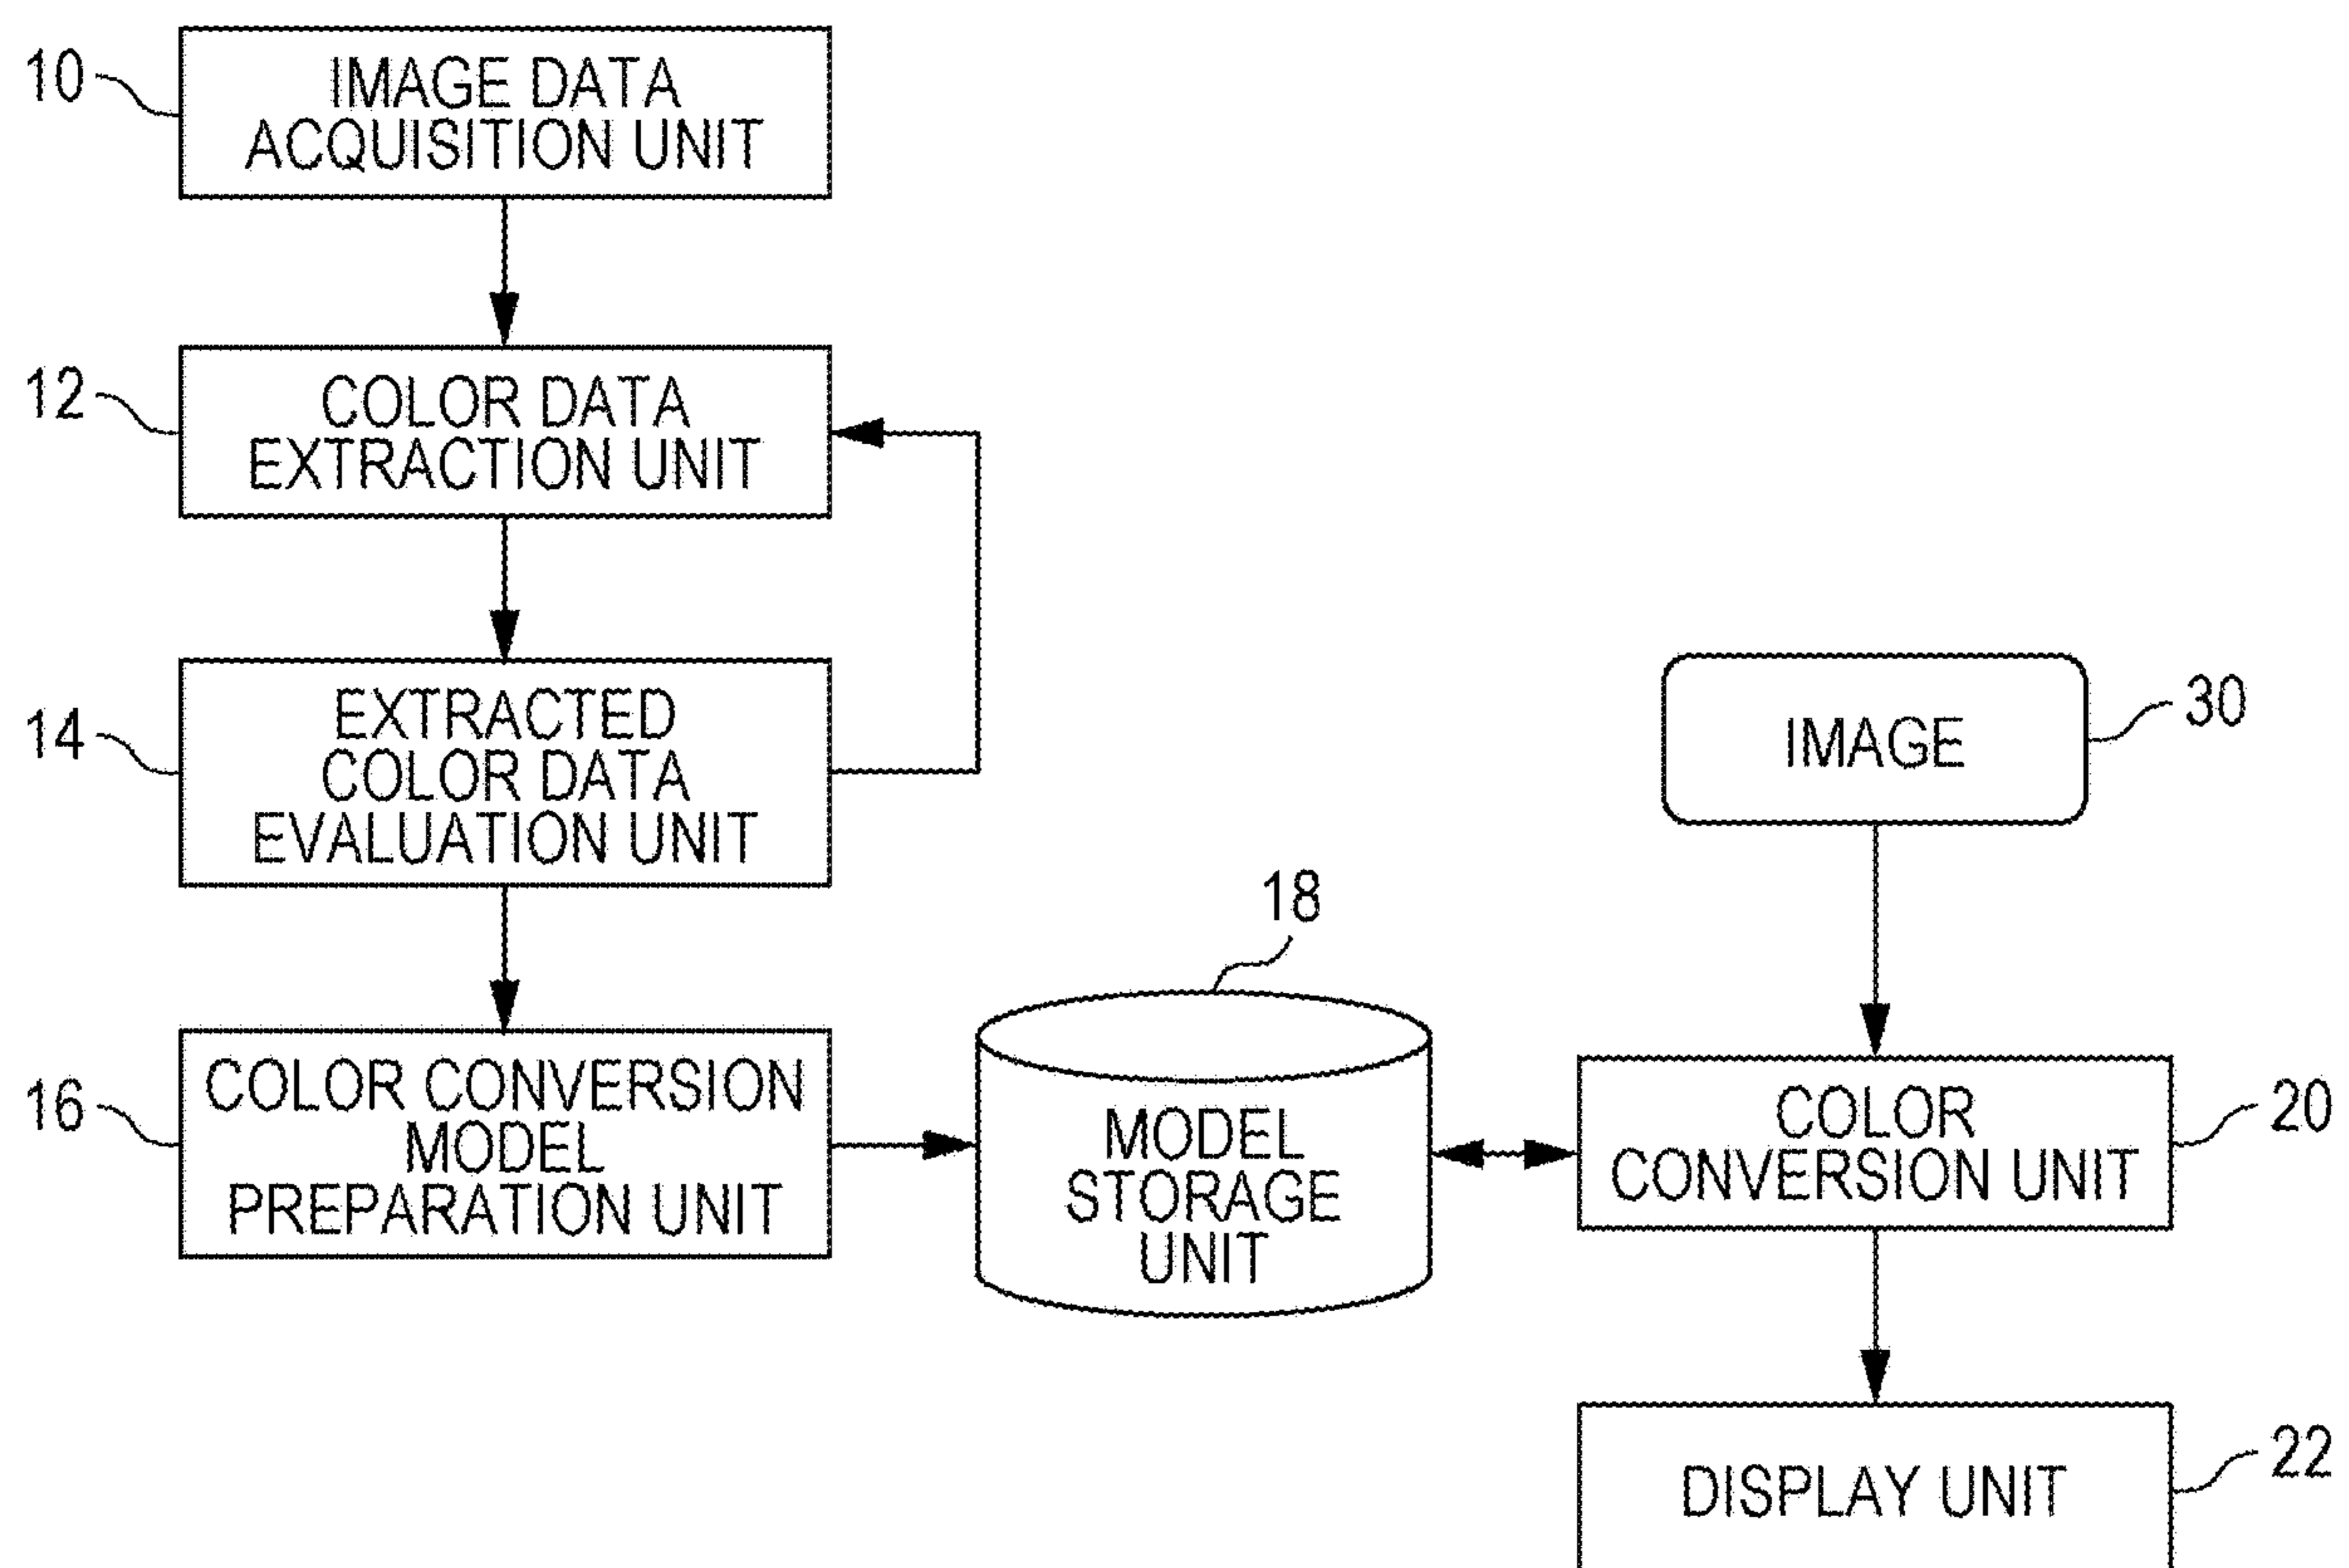 10
IMAGE DATA
ACQUISITION UNIT
12
COLOR DATA
EXTRACTION UNIT
14
EXTRACTED
COLOR DATA
EVALUATION UNIT
16
COLOR CONVERSION
MODEL
PREPARATION UNIT
18
MODEL
STORAGE
UNIT
IMAGE
30
COLOR
CONVERSION UNIT
20
DISPLAY UNIT
22